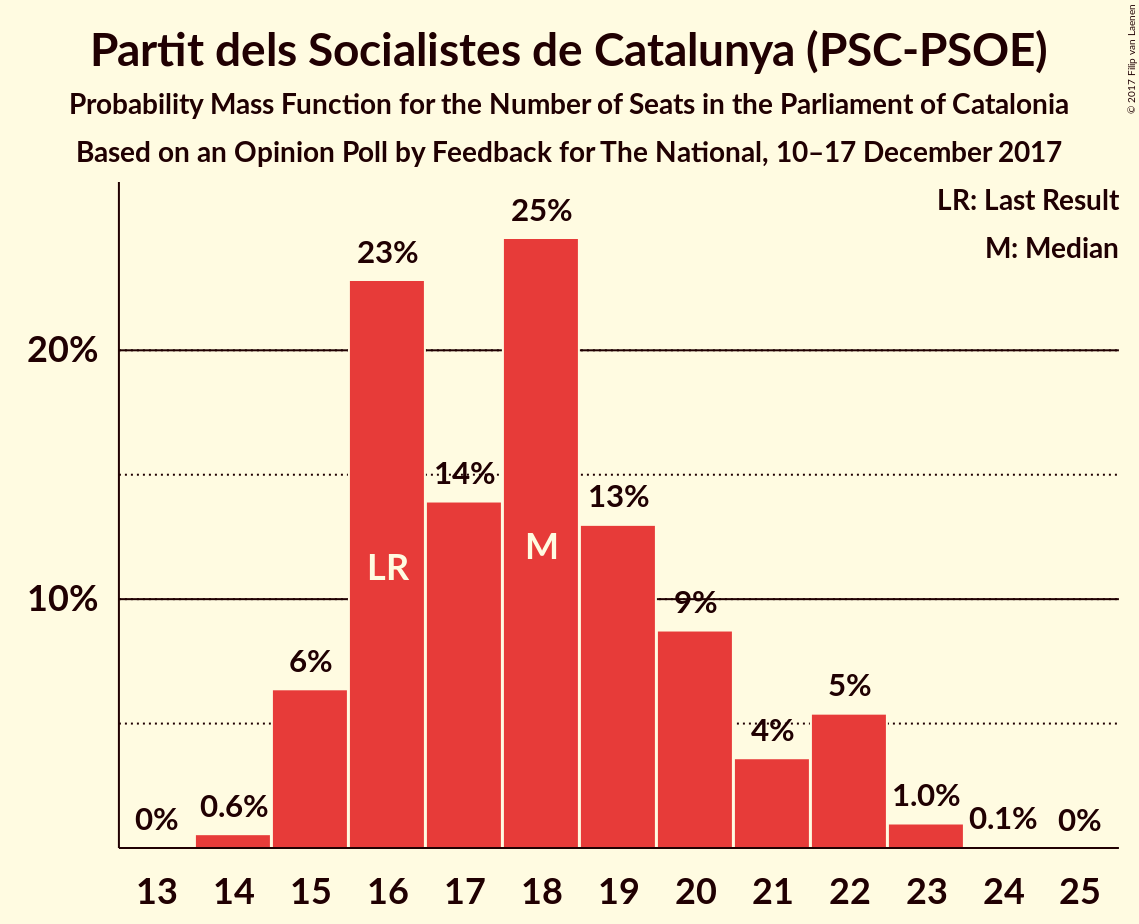 Partit dels Socialistes de Catalunya (PSC-PSOE)
Probability Mass Function for the Number of Seats in the Parliament of Catalonia
Based on an Opinion Poll by Feedback for The National, 10–17 December 2017
© 2017 Filip van Laenen
LR: Last Result
M: Median
25%
23%
20%
14%
13%
M
LR
10%
9%
6%
5%
4%
0%
0.6%
1.0%
0.1%
0%
13 14 15 16 17 18 19 20 21 22 23 24 25